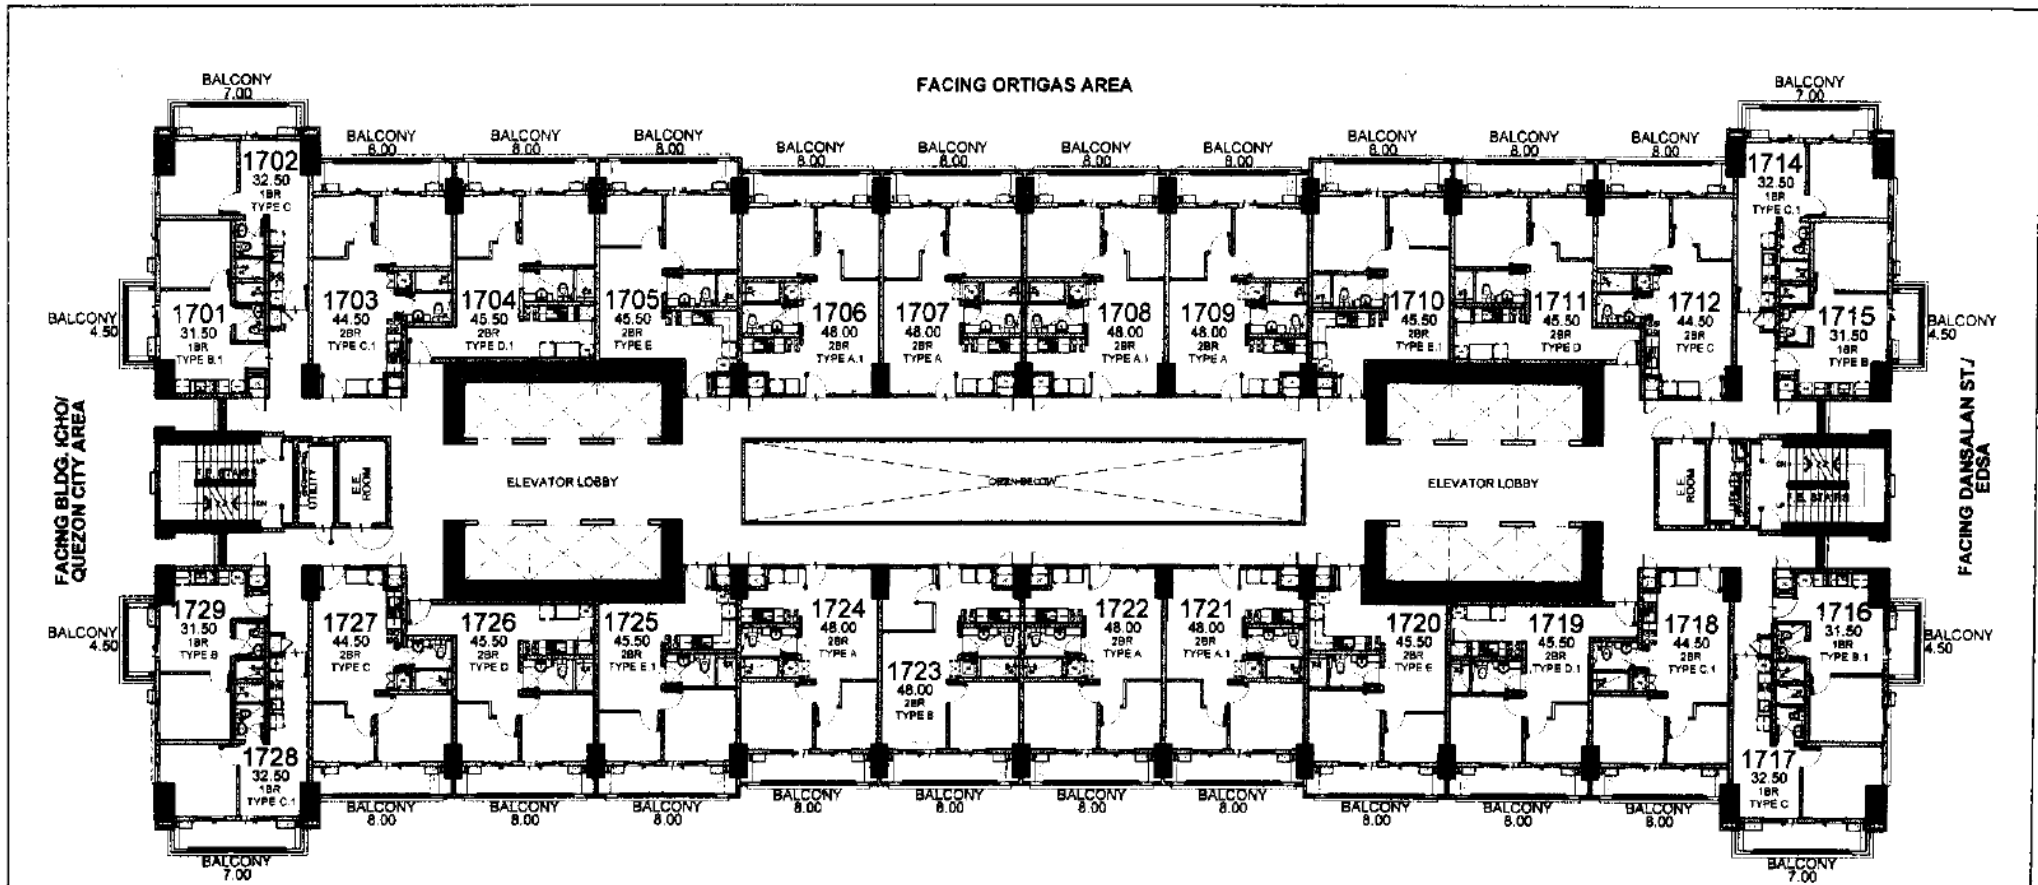 FACING ORTIGAS AREA
BALCONY
7.00
BALCONY
8.00
BALCONY
8.00
BALCONY
8.00
BALCONY
8.00
BALCONY
8.00
BALCONY
8.00
BALCONY
8.00
BALCONY
8.00
BALCONY
8.00
BALCONY
8.00
BALCONY
7.00
1702
32.50
1BR
TYPE C
1714
32.50
1BR
TYPE C.1
BALCONY
4.50
1701
31.50
1BR
TYPE B.1
1703
44.50
2BR
TYPE C.1
1704
45.50
2BR
TYPE D.1
1705
45.50
2BR
TYPE E
1706
48.00
2BR
TYPE A.1
1707
48.00
2BR
TYPE A
1708
48.00
2BR
TYPE A.1
1709
48.00
2BR
TYPE A
1710
45.50
2BR
TYPE E.1
1711
45.50
2BR
TYPE D
1712
44.50
2BR
TYPE C
1715
31.50
1BR
TYPE B
BALCONY
4.50
FACING BLDG. ICHO/
QUEZON CITY AREA
UP
F.E. STAIRS
DN
UTILITY
E.E.
ROOM
ELEVATOR LOBBY
OPEN BELOW
ELEVATOR LOBBY
E.E.
ROOM
DN
F.E. STAIRS
FACING DANSALAN ST./
EDSA
BALCONY
4.50
1729
31.50
1BR
TYPE B
1727
44.50
2BR
TYPE C
1726
45.50
2BR
TYPE D
1725
45.50
2BR
TYPE E.1
1724
48.00
2BR
TYPE A
1723
48.00
2BR
TYPE B
1722
48.00
2BR
TYPE A
1721
48.00
2BR
TYPE A.1
1720
45.50
2BR
TYPE E
1719
45.50
2BR
TYPE D.1
1718
44.50
2BR
TYPE C.1
1716
31.50
1BR
TYPE B.1
BALCONY
4.50
1728
32.50
1BR
TYPE C.1
1717
32.50
1BR
TYPE C
BALCONY
7.00
BALCONY
8.00
BALCONY
8.00
BALCONY
8.00
BALCONY
8.00
BALCONY
8.00
BALCONY
8.00
BALCONY
8.00
BALCONY
8.00
BALCONY
8.00
BALCONY
8.00
BALCONY
7.00